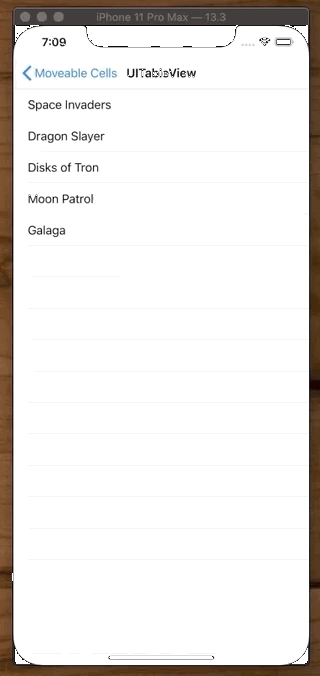 iPhone 11 Pro Max — 13.3
7:09
Moveable Cells UITableView
Space Invaders
Dragon Slayer
Disks of Tron
Moon Patrol
Galaga